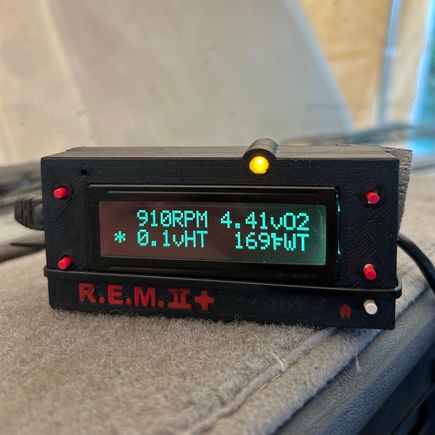 910RPM 4.41vO2
* 0.1vHT 169°FWT
R.E.M.II+